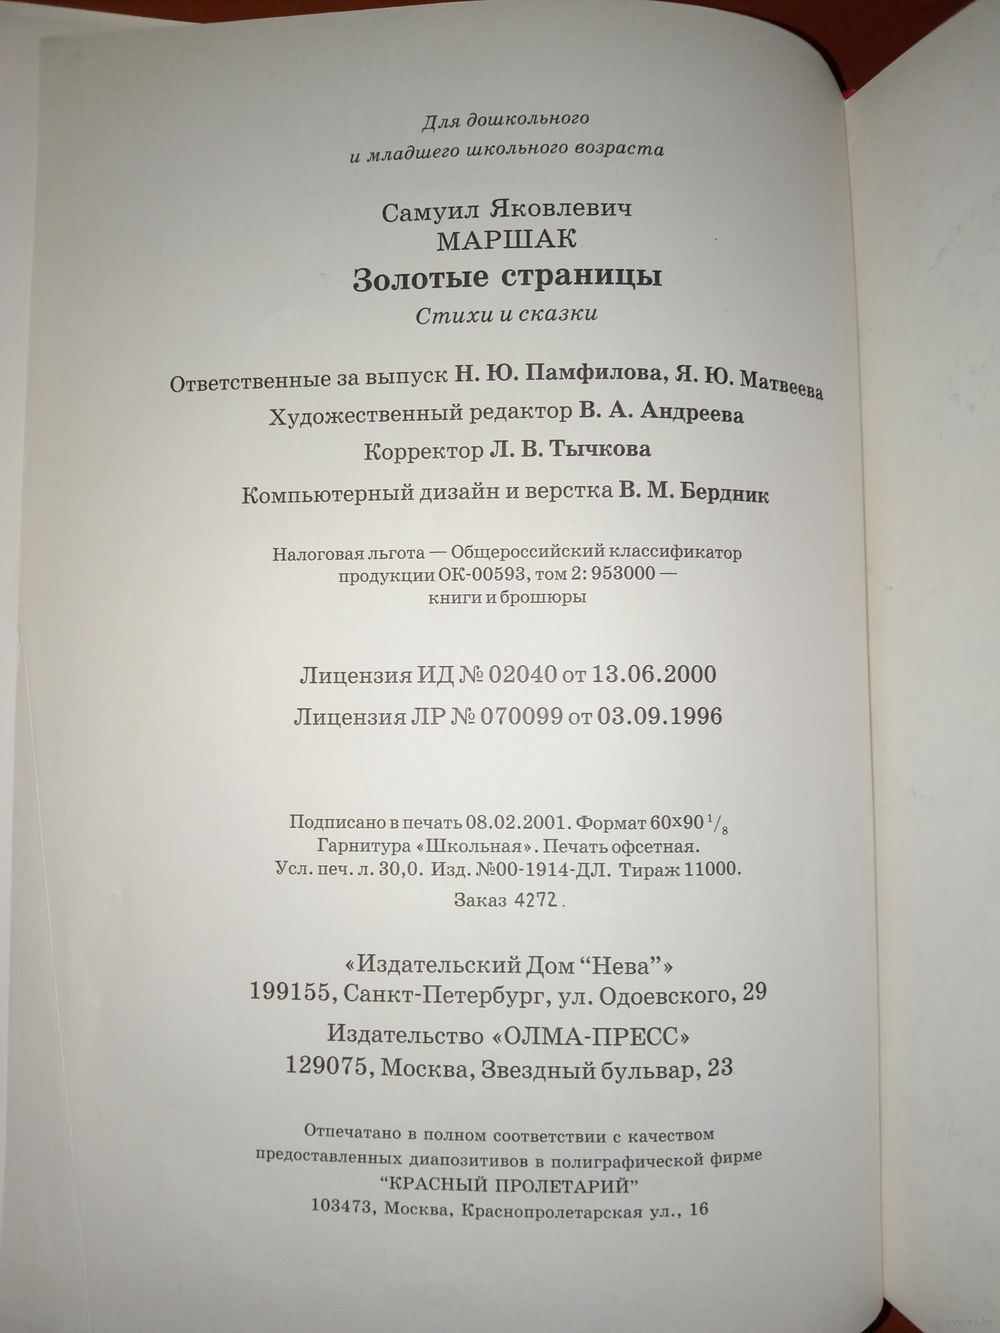 Для дошкольного
и младшего школьного возраста
Самуил Яковлевич
МАРШАК
Золотые страницы
Стихи и сказки
Ответственные за выпуск Н. Ю. Памфилова, Я. Ю. Матвеева
Художественный редактор В. А. Андреева
Корректор Л. В. Тычкова
Компьютерный дизайн и верстка В. М. Бердник
Налоговая льгота — Общероссийский классификатор
продукции ОК-00593, том 2: 953000 —
книги и брошюры
Лицензия ИД № 02040 от 13.06.2000
Лицензия ЛР № 070099 от 03.09.1996
Подписано в печать 08.02.2001. Формат 60х90 1/8
Гарнитура «Школьная». Печать офсетная.
Усл. печ. л. 30,0. Изд. №00-1914-ДЛ. Тираж 11000.
Заказ 4272.
«Издательский Дом “Нева”»
199155, Санкт-Петербург, ул. Одоевского, 29
Издательство «ОЛМА-ПРЕСС»
129075, Москва, Звездный бульвар, 23
Отпечатано в полном соответствии с качеством
предоставленных диапозитивов в полиграфической фирме
“КРАСНЫЙ ПРОЛЕТАРИЙ”
103473, Москва, Краснопролетарская ул., 16
www.ay.by